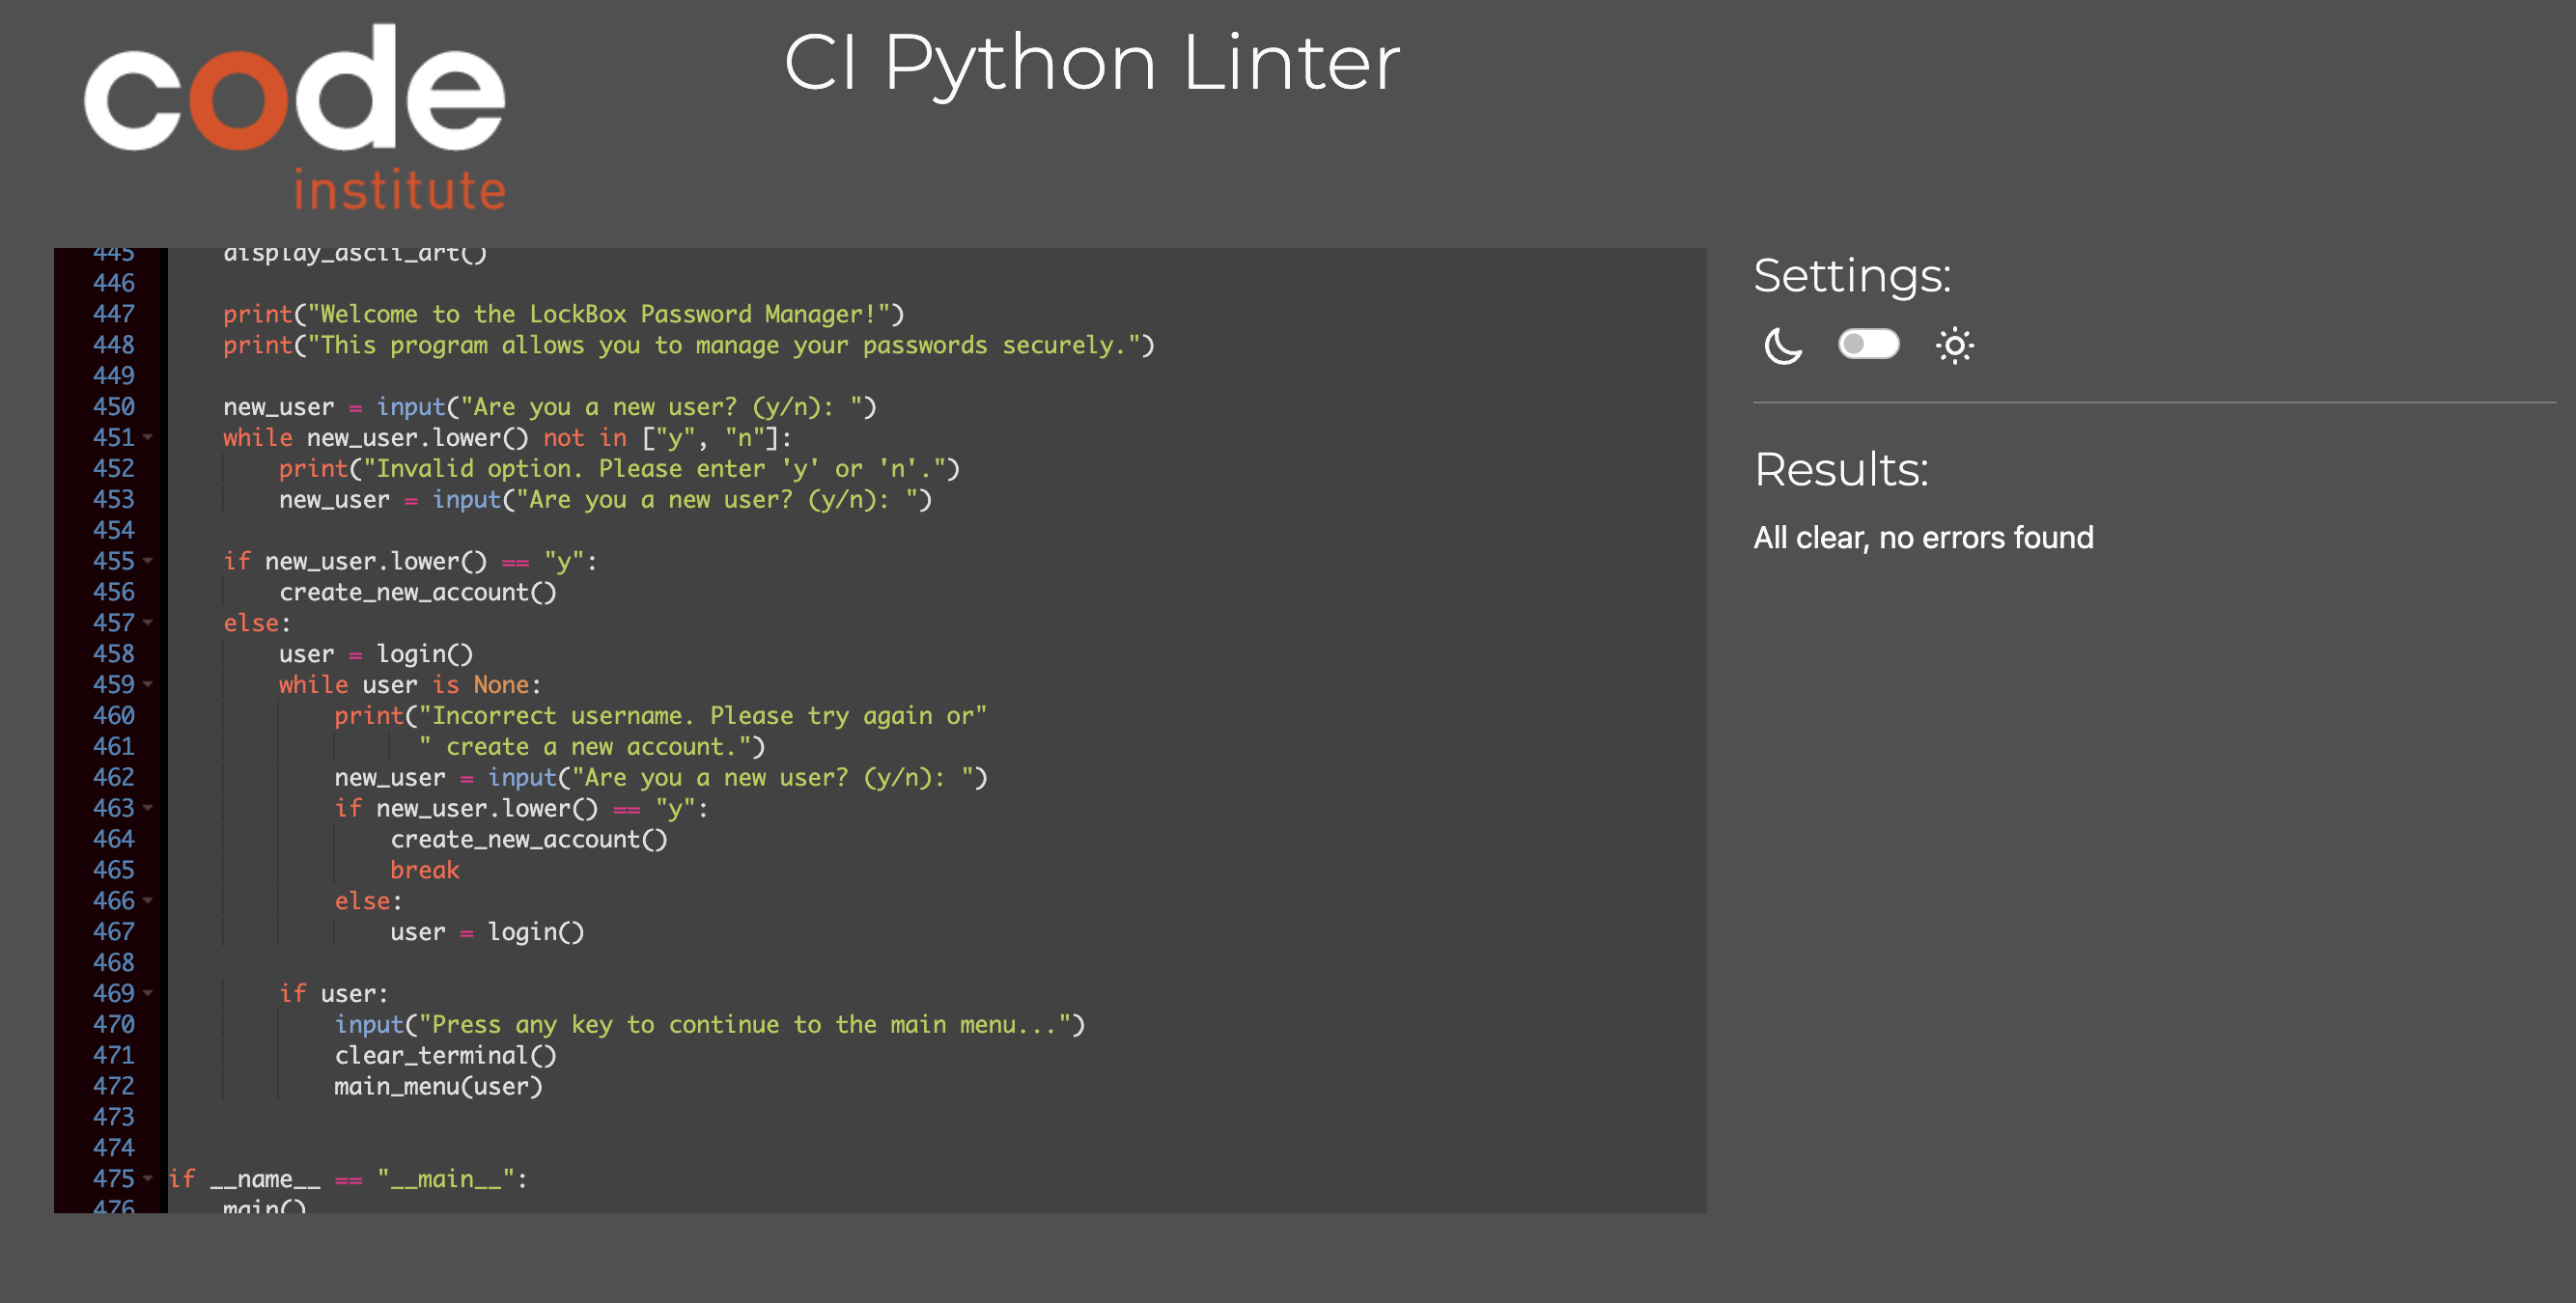 code
institute
CI Python Linter
445 display_ascii_art()
446
447 print("Welcome to the LockBox Password Manager!")
448 print("This program allows you to manage your passwords securely.")
449
450 new_user = input("Are you a new user? (y/n): ")
451 while new_user.lower() not in ["y", "n"]:
452 print("Invalid option. Please enter 'y' or 'n'.")
453 new_user = input("Are you a new user? (y/n): ")
454
455 if new_user.lower() == "y":
456 create_new_account()
457 else:
458 user = login()
459 while user is None:
460 print("Incorrect username. Please try again or"
461 " create a new account.")
462 new_user = input("Are you a new user? (y/n): ")
463 if new_user.lower() == "y":
464 create_new_account()
465 break
466 else:
467 user = login()
468
469 if user:
470 input("Press any key to continue to the main menu...")
471 clear_terminal()
472 main_menu(user)
473
474
475 if __name__ == "__main__":
476 main()
Settings:
Results:
All clear, no errors found